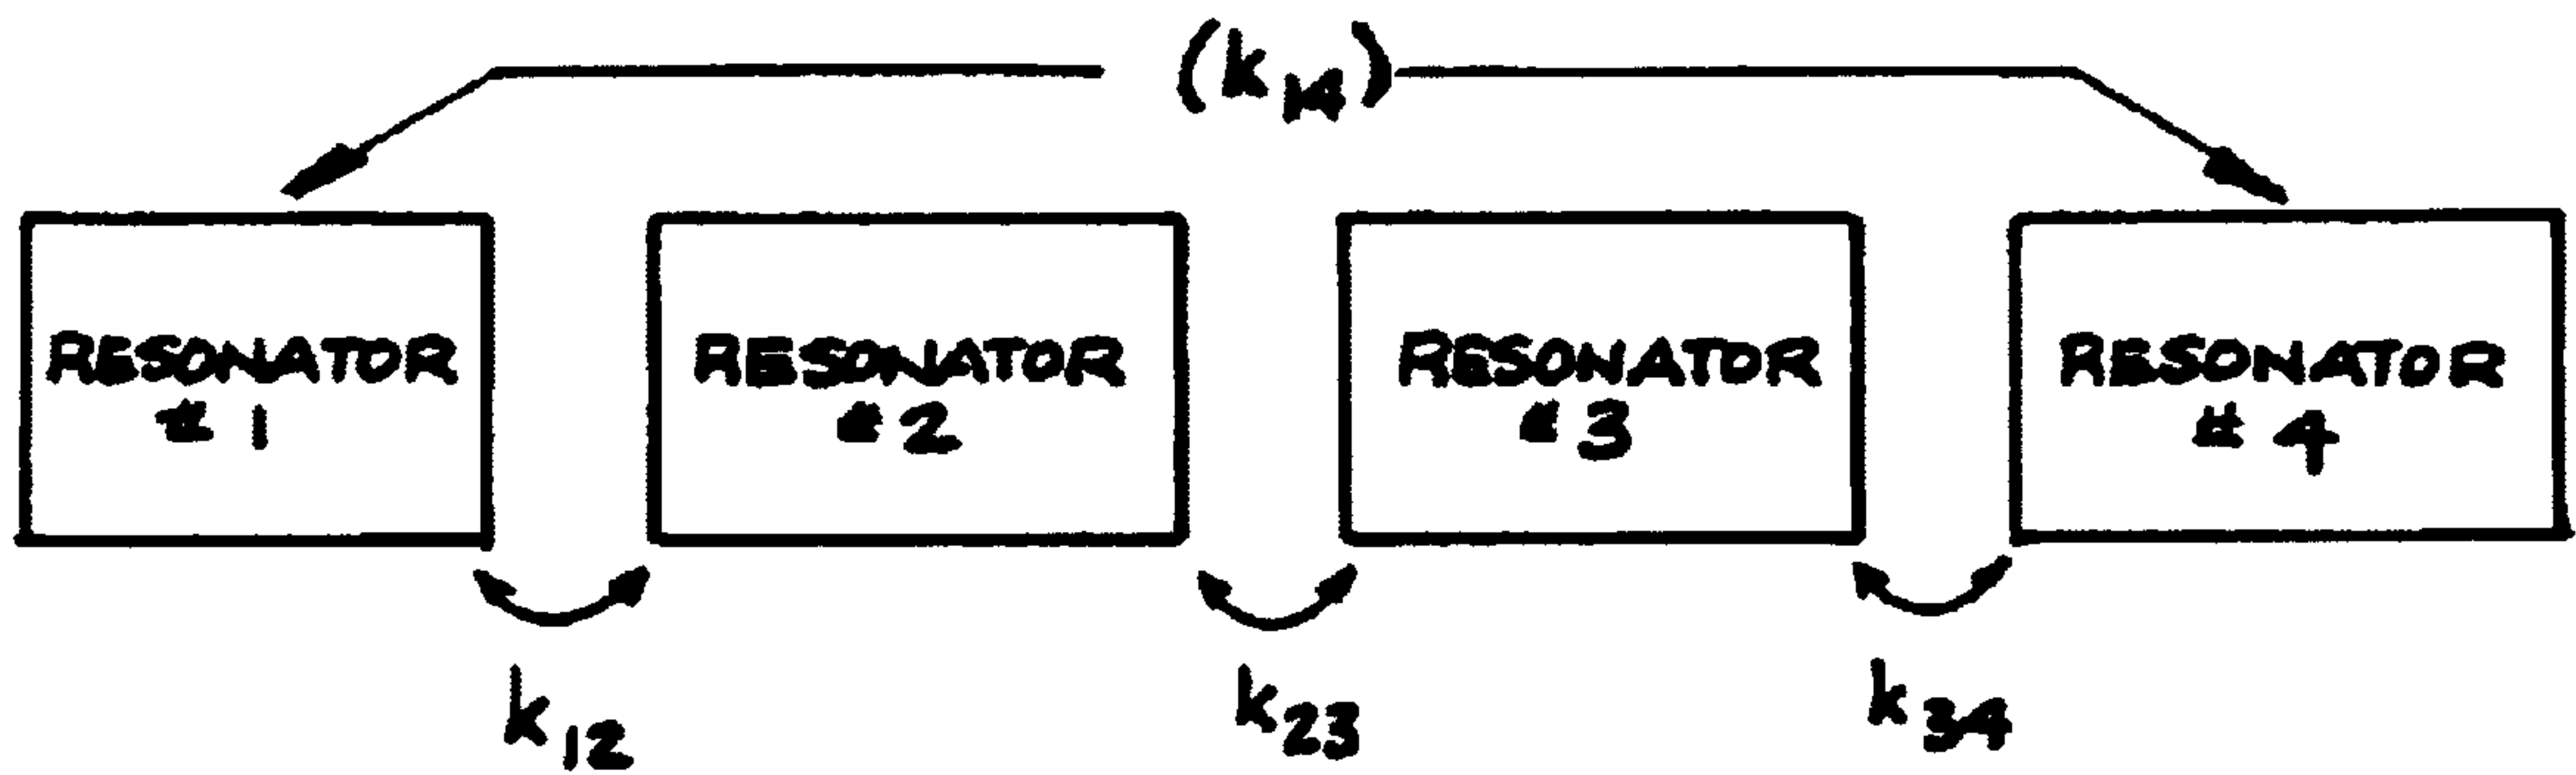 (k14)
RESONATOR
# 1
RESONATOR
# 2
RESONATOR
# 3
RESONATOR
# 4
k12
k23
k34